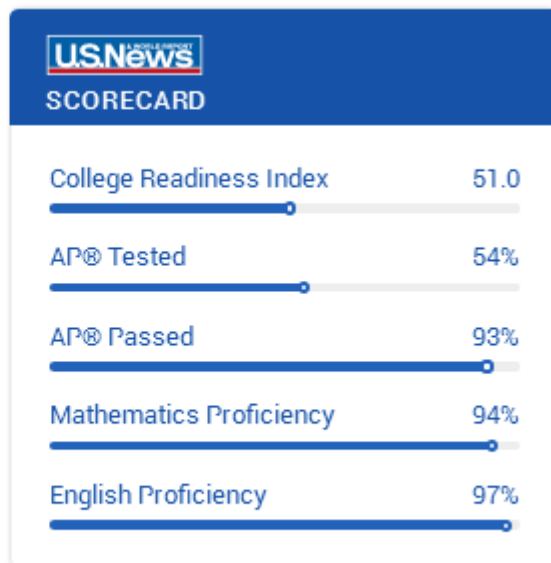 U.S.News
& WORLD REPORT
SCORECARD
College Readiness Index 51.0
AP® Tested 54%
AP® Passed 93%
Mathematics Proficiency 94%
English Proficiency 97%